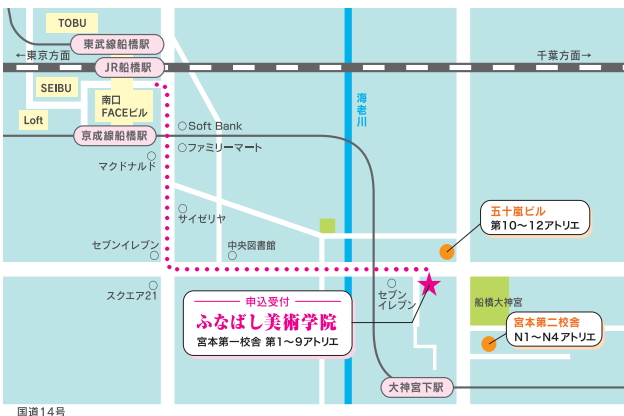 TOBU
東武線船橋駅
←東京方面
JR船橋駅
千葉方面→
SEIBU
南口
FACEビル
Loft
海老川
京成線船橋駅
Soft Bank
ファミリーマート
マクドナルド
サイゼリヤ
五十嵐ビル
第10〜12アトリエ
セブンイレブン
中央図書館
スクエア21
セブン
イレブン
船橋大神宮
申込受付
ふなばし美術学院
宮本第一校舎 第1〜9アトリエ
宮本第二校舎
N1〜N4アトリエ
大神宮下駅
国道14号